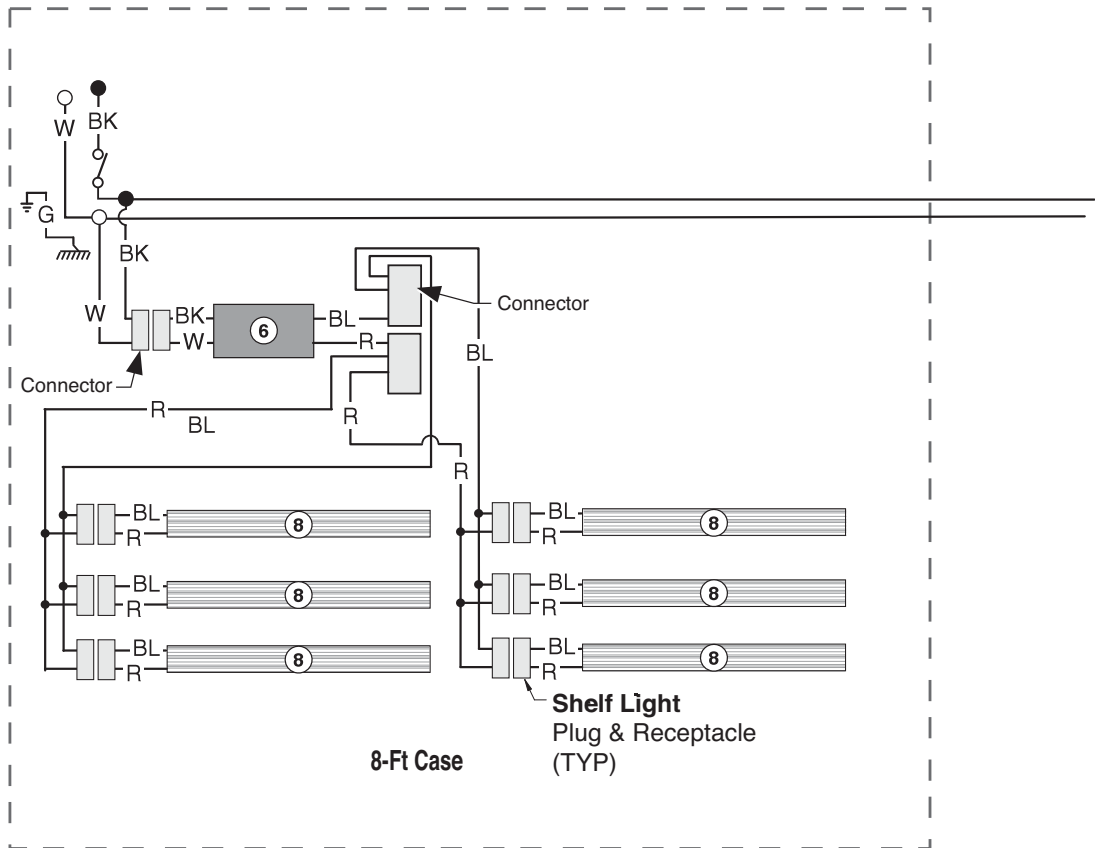 W
BK
G
BK
W
BK
W
6
BL
R
Connector
Connector
BL
R
BL
R
R
BL
R
8
BL
R
8
BL
R
8
BL
R
8
BL
R
8
BL
R
8
Shelf Light
Plug & Receptacle
(TYP)
8-Ft Case